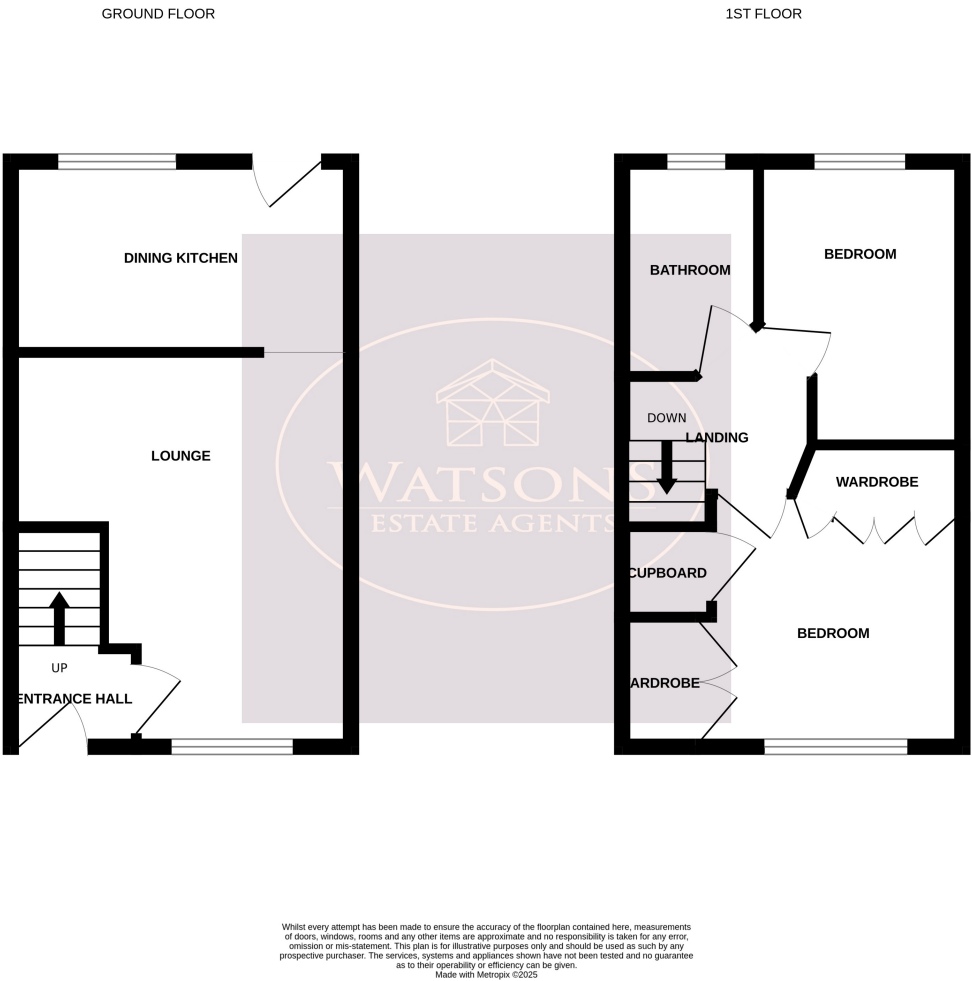 GROUND FLOOR
1ST FLOOR
DINING KITCHEN
LOUNGE
UP
ENTRANCE HALL
BATHROOM
BEDROOM
DOWN
LANDING
WARDROBE
CUPBOARD
BEDROOM
ARDROBE
WATSONS
ESTATE AGENTS
Whilst every attempt has been made to ensure the accuracy of the floorplan contained here, measurements
of doors, windows, rooms and any other items are approximate and no responsibility is taken for any error,
omission or mis-statement. This plan is for illustrative purposes only and should be used as such by any
prospective purchaser. The services, systems and appliances shown have not been tested and no guarantee
as to their operability or efficiency can be given.
Made with Metropix ©2025